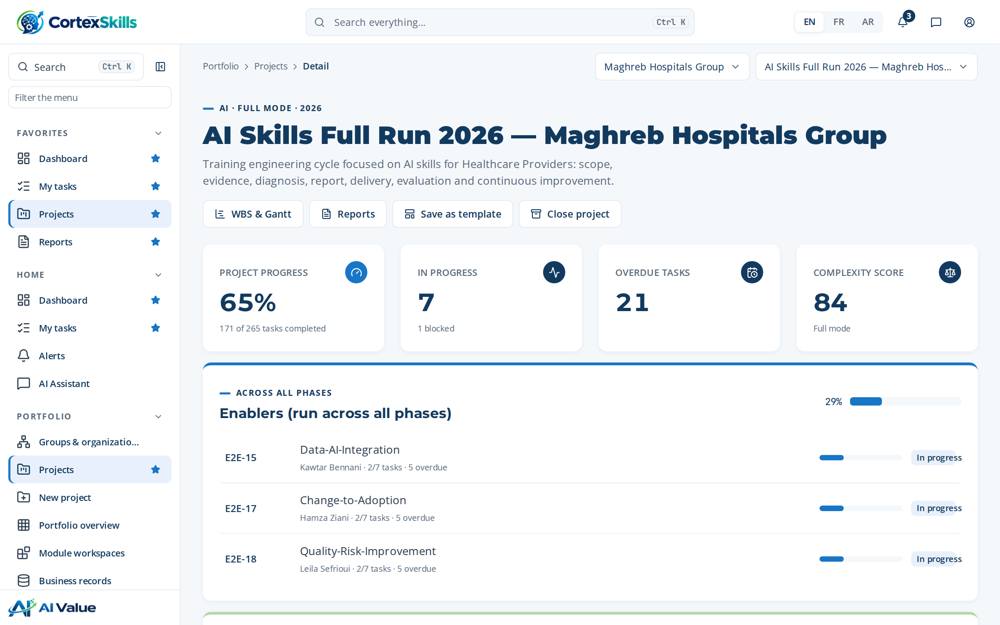 CortexSkills
Search everything...
Ctrl K
EN
FR
AR
3
Search
Ctrl K
Filter the menu
FAVORITES
Dashboard
My tasks
Projects
Reports
HOME
Dashboard
My tasks
Alerts
AI Assistant
PORTFOLIO
Groups & organizatio...
Projects
New project
Portfolio overview
Module workspaces
Business records
AI Value
Portfolio > Projects > Detail
Maghreb Hospitals Group
AI Skills Full Run 2026 — Maghreb Hos...
AI · FULL MODE · 2026
AI Skills Full Run 2026 — Maghreb Hospitals Group
Training engineering cycle focused on AI skills for Healthcare Providers: scope,
evidence, diagnosis, report, delivery, evaluation and continuous improvement.
WBS & Gantt
Reports
Save as template
Close project
PROJECT PROGRESS
65%
171 of 265 tasks completed
IN PROGRESS
7
1 blocked
OVERDUE TASKS
21
COMPLEXITY SCORE
84
Full mode
ACROSS ALL PHASES
Enablers (run across all phases)
29%
E2E-15
Data-AI-Integration
Kawtar Bennani · 2/7 tasks · 5 overdue
In progress
E2E-17
Change-to-Adoption
Hamza Ziani · 2/7 tasks · 5 overdue
In progress
E2E-18
Quality-Risk-Improvement
Leila Sefrioui · 2/7 tasks · 5 overdue
In progress